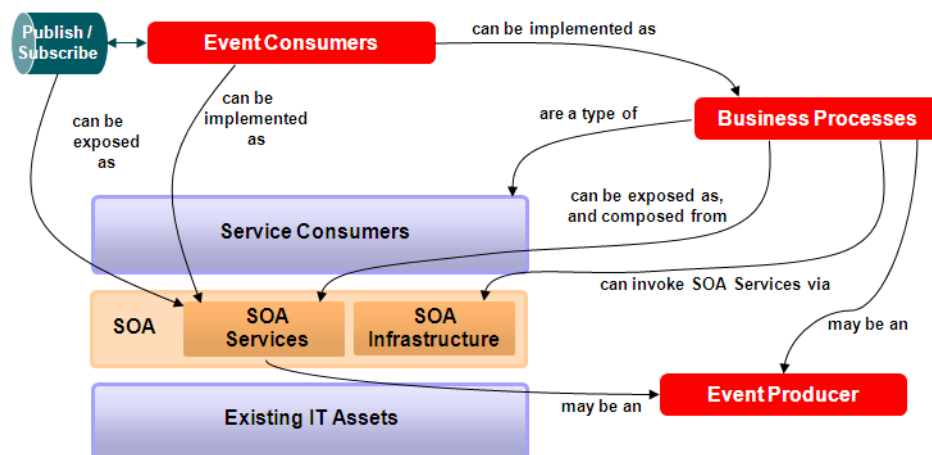 Publish /
Subscribe
Event Consumers
can be implemented as
can be
exposed
as
can be
implemented
as
are a type of
Business Processes
can be exposed as,
and composed from
Service Consumers
can invoke SOA Services via
SOA
SOA
Services
SOA
Infrastructure
may be an
Event Producer
may be an
Existing IT Assets